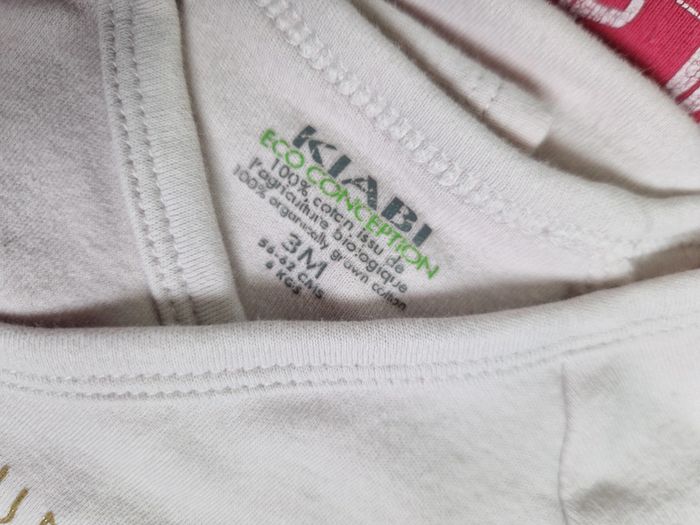 KIABI
ECO CONCEPTION
100% coton issu de
l'agriculture biologique
100% organically grown cotton
3M
56-62 CMS
6 KGS